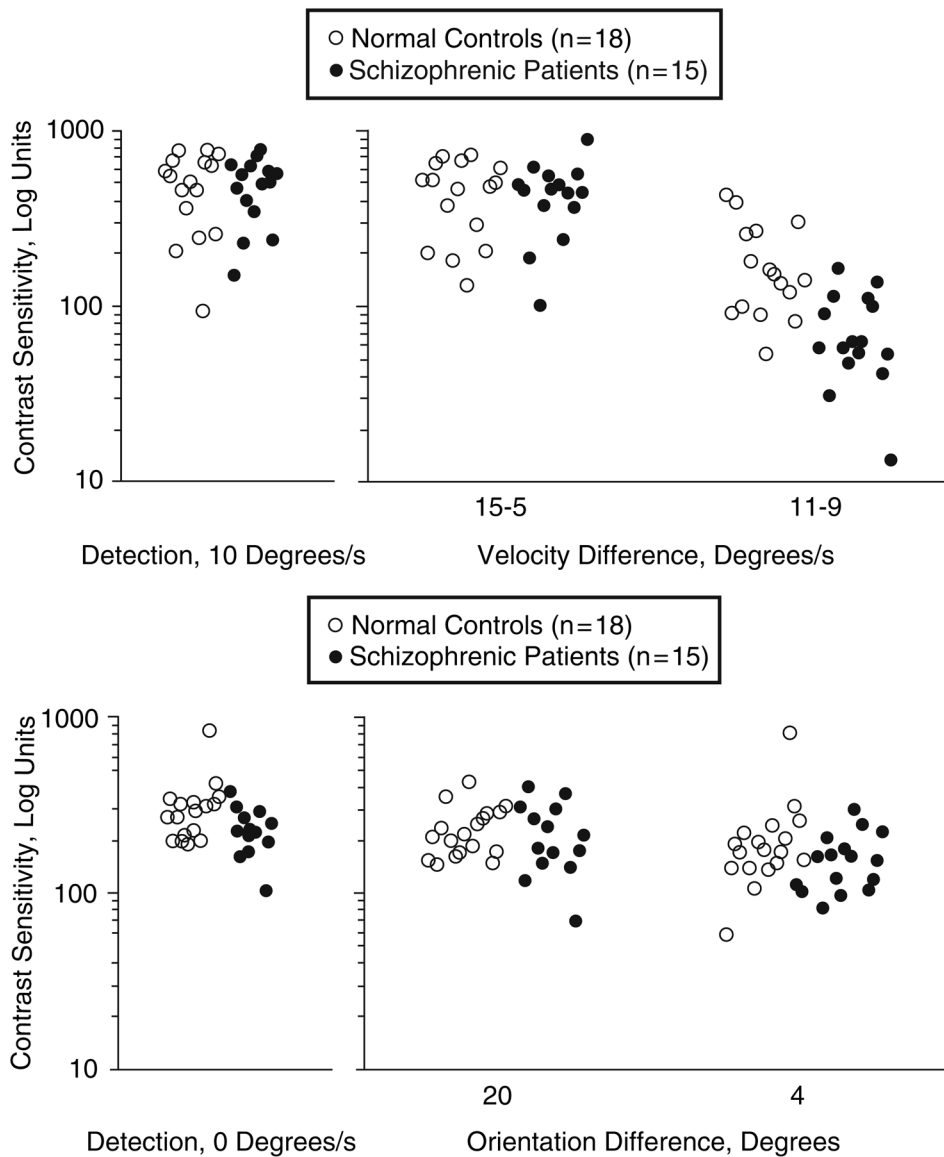 Normal Controls (n=18)
Schizophrenic Patients (n=15)
Contrast Sensitivity, Log Units
1000
100
10
15-5
11-9
Detection, 10 Degrees/s
Velocity Difference, Degrees/s
Normal Controls (n=18)
Schizophrenic Patients (n=15)
Contrast Sensitivity, Log Units
1000
100
10
20
4
Detection, 0 Degrees/s
Orientation Difference, Degrees